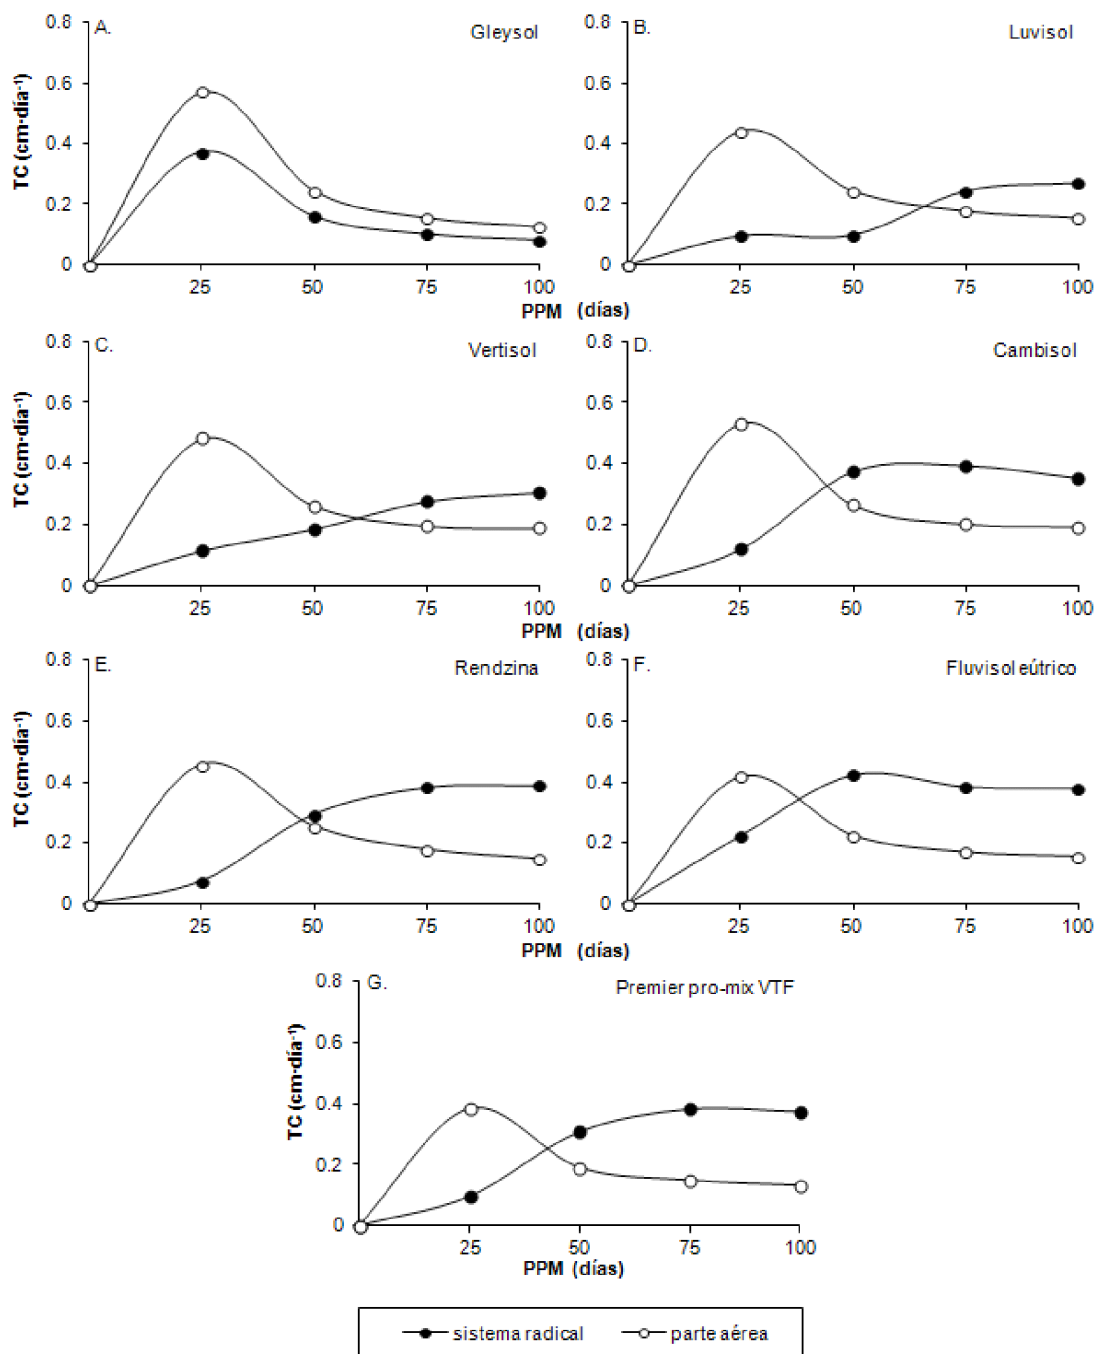 A.
Gleysol
TC (cm·día⁻¹)
0.8
0.6
0.4
0.2
0
25 50 75 100
PPM (días)
B.
Luvisol
0.8
0.6
0.4
0.2
0
25 50 75 100
C.
Vertisol
TC (cm·día⁻¹)
0.8
0.6
0.4
0.2
0
25 50 75 100
PPM (días)
D.
Cambisol
0.8
0.6
0.4
0.2
0
25 50 75 100
E.
Rendzina
TC (cm·día⁻¹)
0.8
0.6
0.4
0.2
0
25 50 75 100
PPM (días)
F.
Fluvisol eútrico
0.8
0.6
0.4
0.2
0
25 50 75 100
G.
Premier pro-mix VTF
TC (cm·día⁻¹)
0.8
0.6
0.4
0.2
0
25 50 75 100
PPM (días)
sistema radical parte aérea